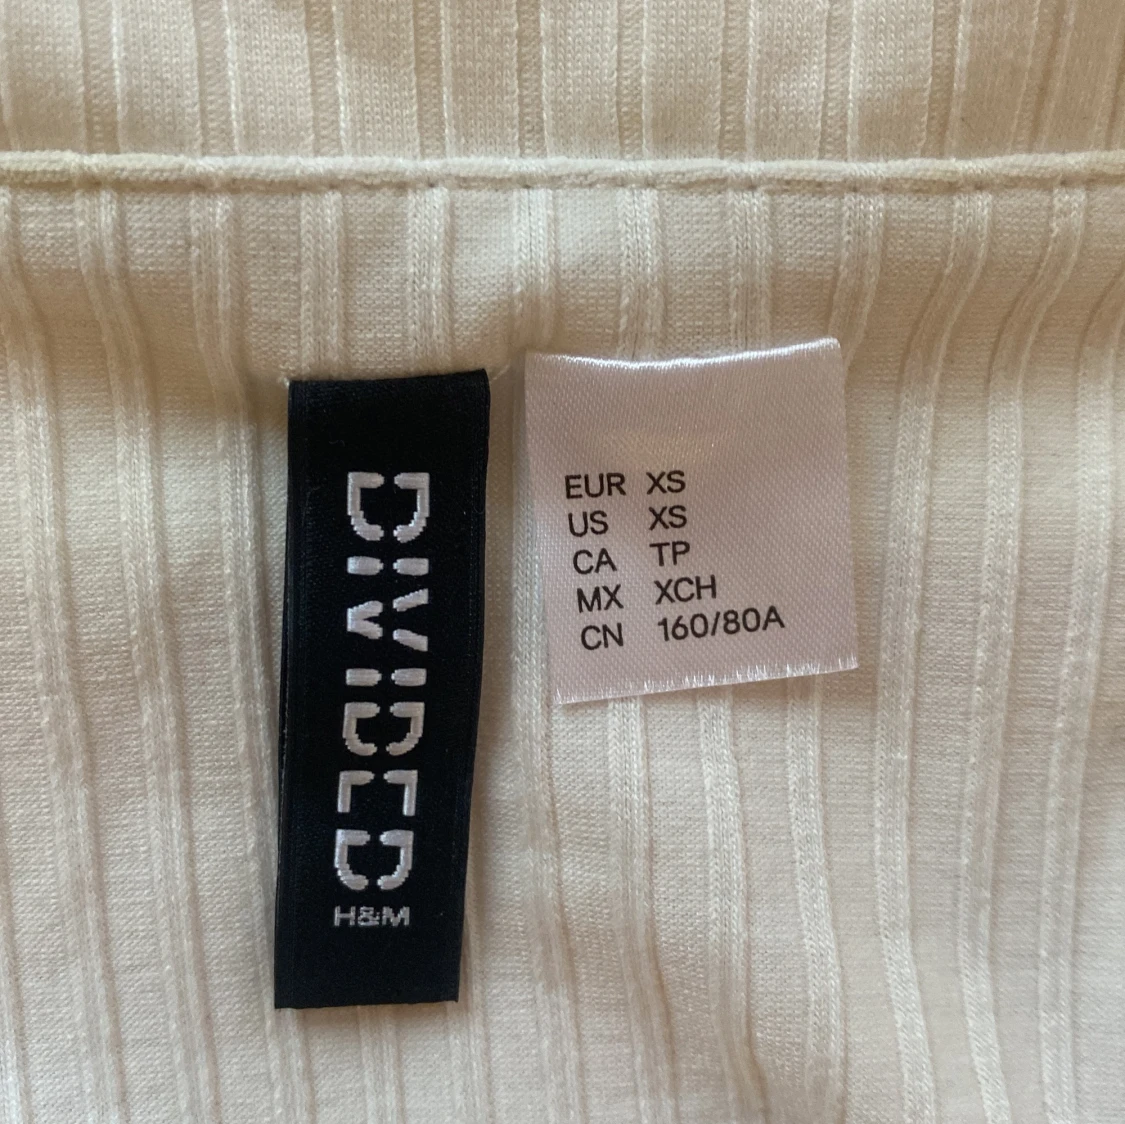 DIVIDED
H&M
EUR XS
US XS
CA TP
MX XCH
CN 160/80A